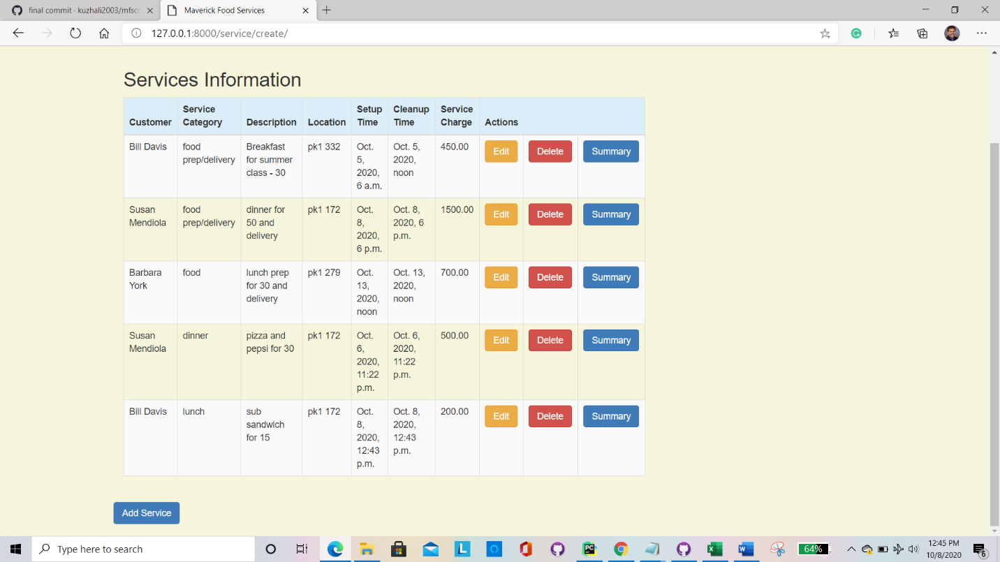 final commit · kuzhali2003/mfscr
Maverick Food Services
127.0.0.1:8000/service/create/
Services Information
Customer Service Category Description Location Setup Time Cleanup Time Service Charge Actions
Bill Davis food prep/delivery Breakfast for summer class - 30 pk1 332 Oct. 5, 2020, 6 a.m. Oct. 5, 2020, noon 450.00 Edit Delete Summary
Susan Mendiola food prep/delivery dinner for 50 and delivery pk1 172 Oct. 8, 2020, 6 p.m. Oct. 8, 2020, 6 p.m. 1500.00 Edit Delete Summary
Barbara York food lunch prep for 30 and delivery pk1 279 Oct. 13, 2020, noon Oct. 13, 2020, noon 700.00 Edit Delete Summary
Susan Mendiola dinner pizza and pepsi for 30 pk1 172 Oct. 6, 2020, 11:22 p.m. Oct. 6, 2020, 11:22 p.m. 500.00 Edit Delete Summary
Bill Davis lunch sub sandwich for 15 pk1 172 Oct. 8, 2020, 12:43 p.m. Oct. 8, 2020, 12:43 p.m. 200.00 Edit Delete Summary
Add Service
Type here to search
L
PC
64%
12:45 PM
10/8/2020
6